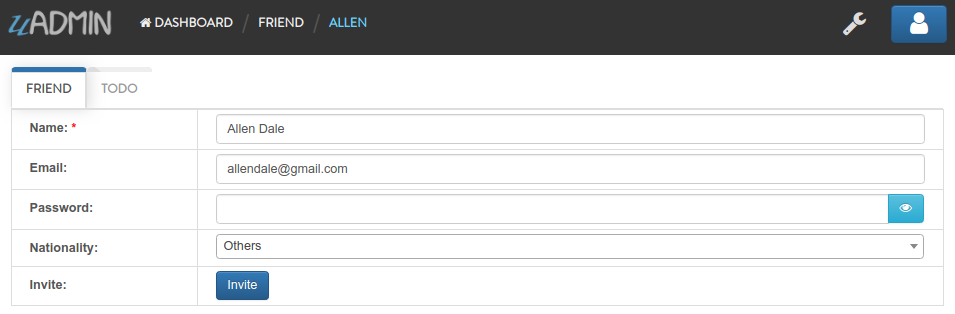 uADMIN DASHBOARD / FRIEND / ALLEN
FRIEND TODO
Name: * Allen Dale
Email: allendale@gmail.com
Password:
Nationality: Others
Invite: Invite